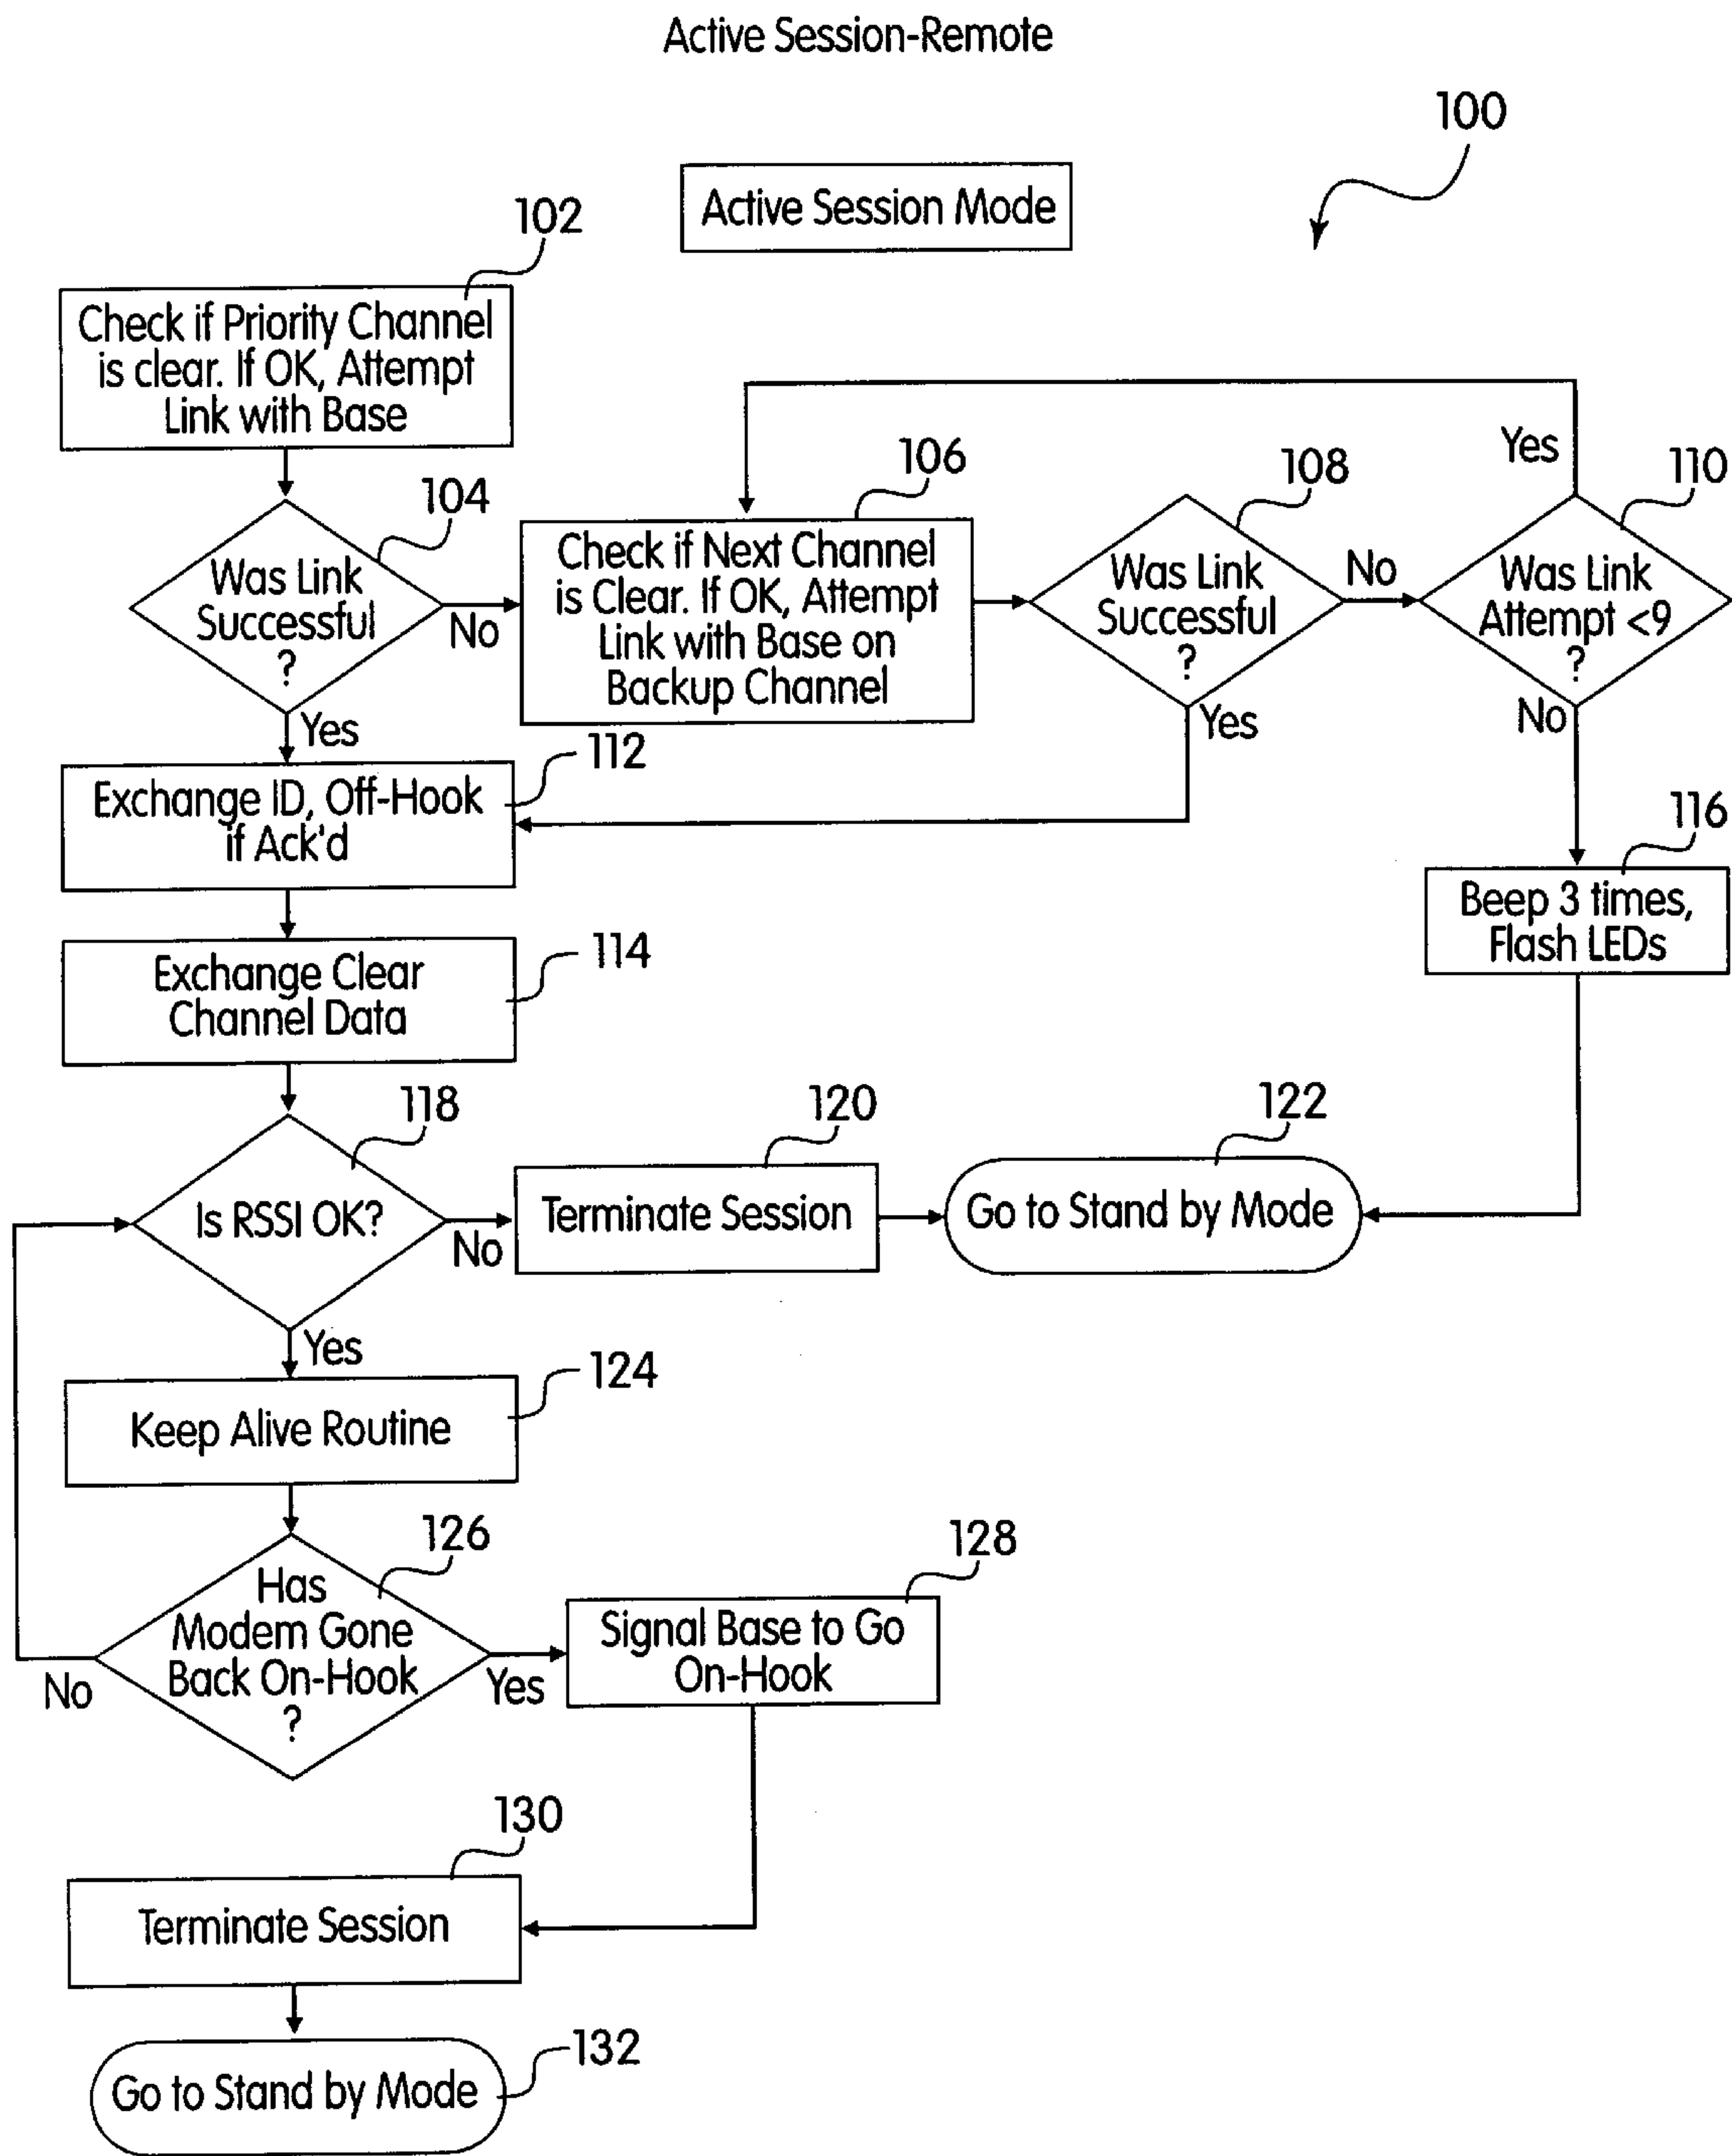 Active Session-Remote
100
Active Session Mode
102
Check if Priority Channel
is clear. If OK, Attempt
Link with Base
104
Was Link
Successful
?
No
Yes
106
Check if Next Channel
is Clear. If OK, Attempt
Link with Base on
Backup Channel
108
Was Link
Successful
?
No
Yes
110
Was Link
Attempt <9
?
Yes
No
112
Exchange ID, Off-Hook
if Ack'd
116
Beep 3 times,
Flash LEDs
114
Exchange Clear
Channel Data
118
Is RSSI OK?
No
Yes
120
Terminate Session
122
Go to Stand by Mode
124
Keep Alive Routine
126
Has
Modem Gone
Back On-Hook
?
No
Yes
128
Signal Base to Go
On-Hook
130
Terminate Session
132
Go to Stand by Mode